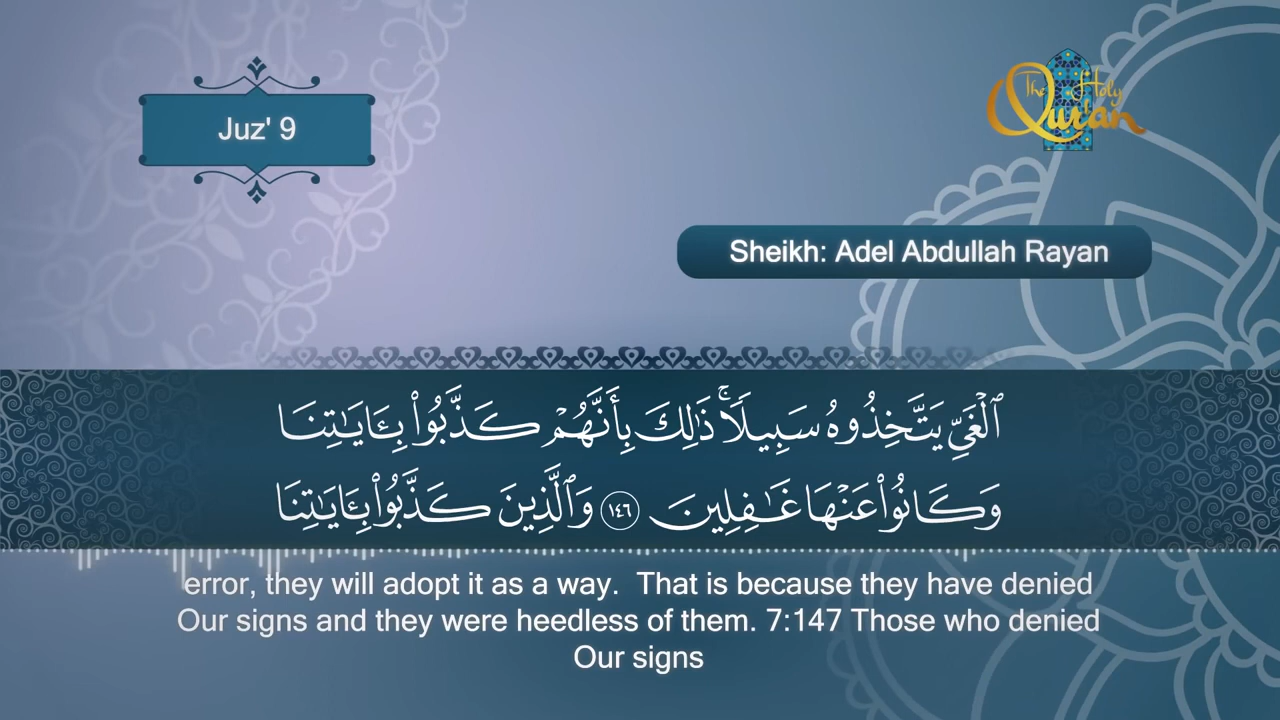 Juz' 9
The Holy
Qur'an
Sheikh: Adel Abdullah Rayan
ٱلۡغَيِّ يَتَّخِذُوهُ سَبِيلٗاۚ ذَٰلِكَ بِأَنَّهُمۡ كَذَّبُواْ بِـَٔايَٰتِنَا
وَكَانُواْ عَنۡهَا غَٰفِلِينَ ١٤٦ وَٱلَّذِينَ كَذَّبُواْ بِـَٔايَٰتِنَا
error, they will adopt it as a way.  That is because they have denied
Our signs and they were heedless of them. 7:147 Those who denied
Our signs